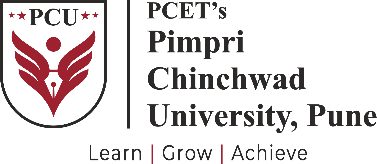 PCU
PCET's
Pimpri
Chinchwad
University, Pune
Learn | Grow | Achieve